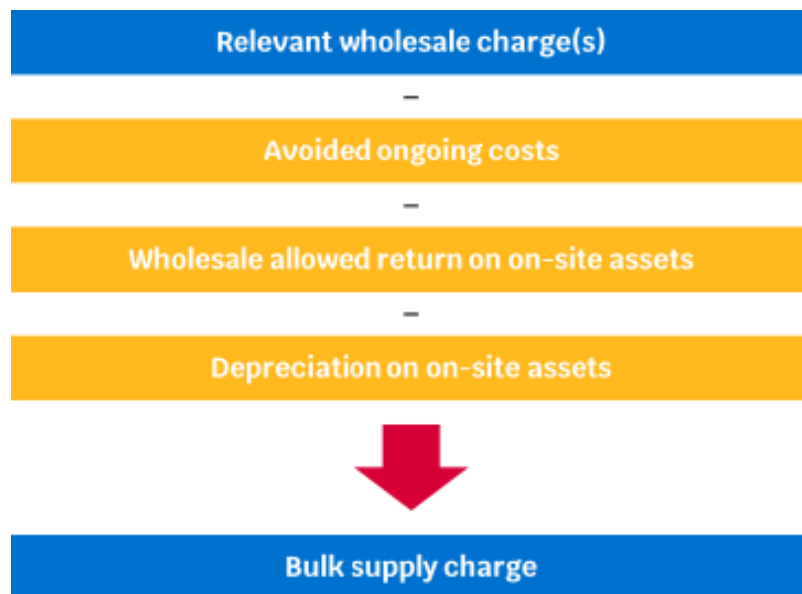 Relevant wholesale charge(s)
–
Avoided ongoing costs
–
Wholesale allowed return on on-site assets
–
Depreciation on on-site assets
Bulk supply charge